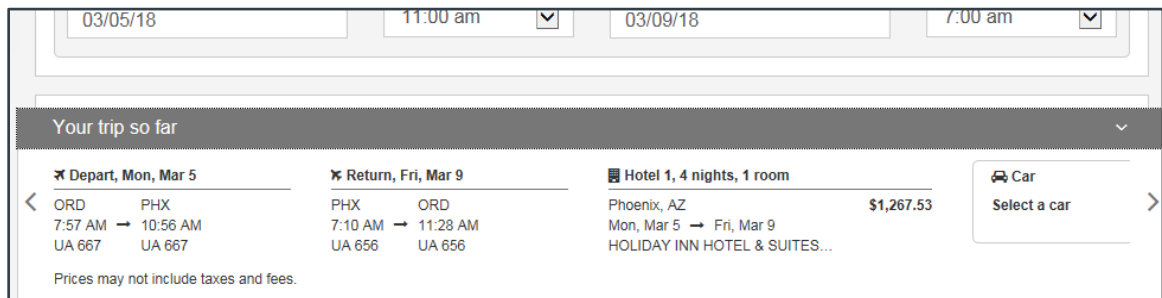 03/05/18 11:00 am 03/09/18 7:00 am
Your trip so far
Depart, Mon, Mar 5
ORD PHX
7:57 AM → 10:56 AM
UA 667 UA 667
Return, Fri, Mar 9
PHX ORD
7:10 AM → 11:28 AM
UA 656 UA 656
Hotel 1, 4 nights, 1 room
Phoenix, AZ $1,267.53
Mon, Mar 5 → Fri, Mar 9
HOLIDAY INN HOTEL & SUITES...
Car
Select a car
Prices may not include taxes and fees.